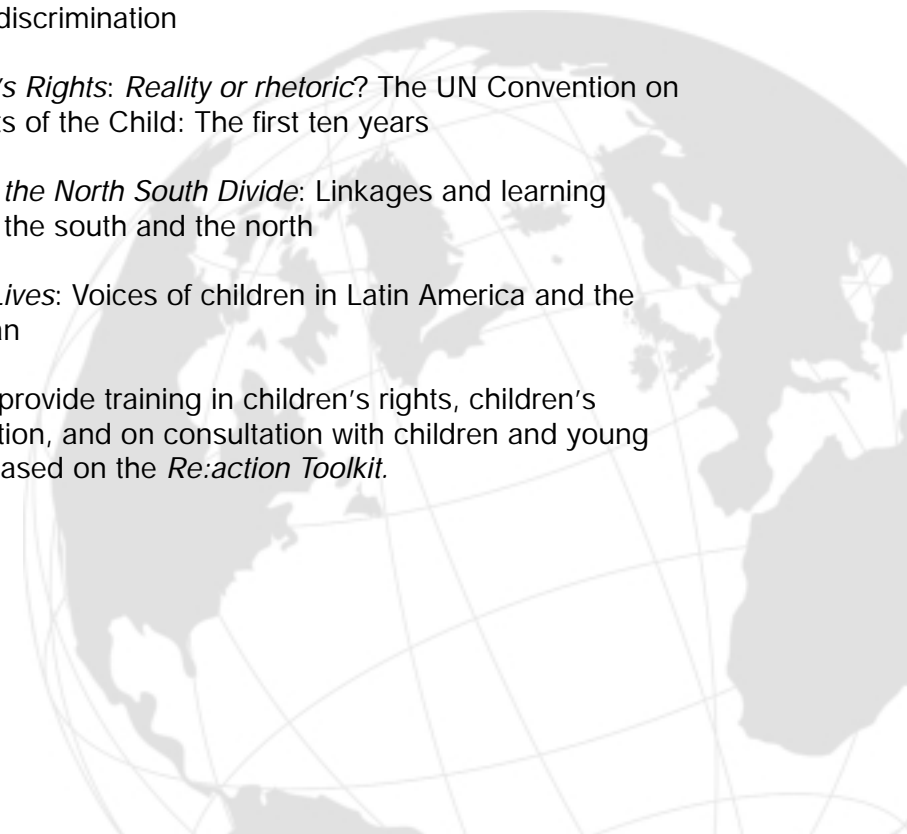 discrimination
's Rights: Reality or rhetoric? The UN Convention on
s of the Child: The first ten years
the North South Divide: Linkages and learning
the south and the north
ives: Voices of children in Latin America and the
an
provide training in children's rights, children's
tion, and on consultation with children and young
ased on the Re:action Toolkit.